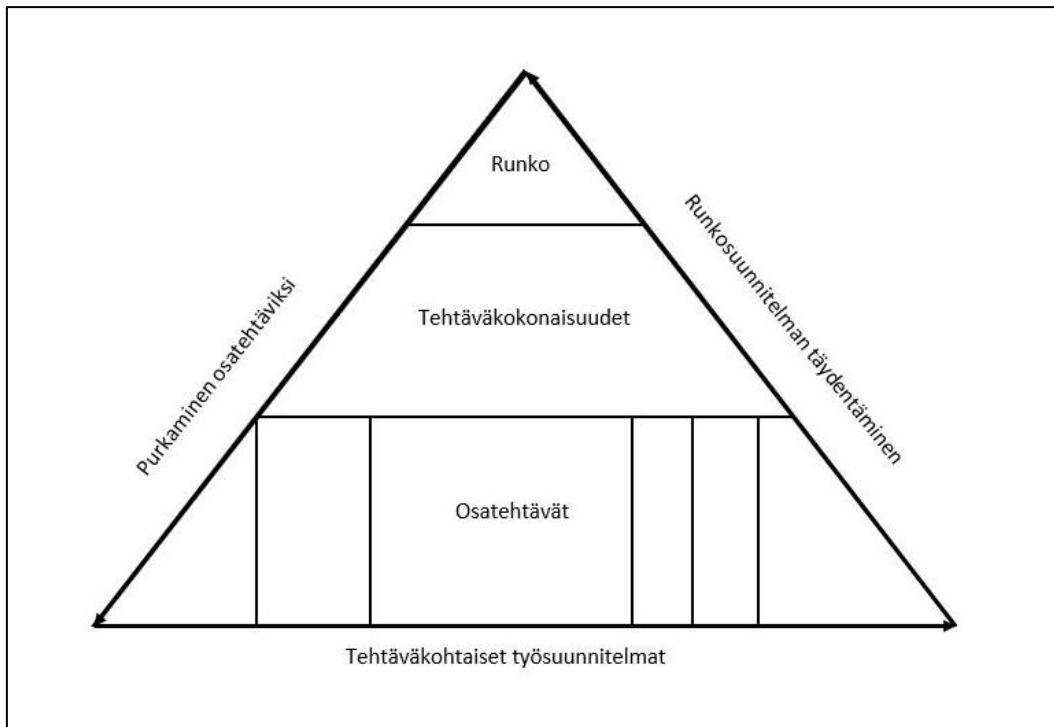 Runko
Purkaminen osatehtäviksi
Tehtäväkokonaisuudet
Runkosuunnitelman täydentäminen
Osatehtävät
Tehtäväkohtaiset työsuunnitelmat